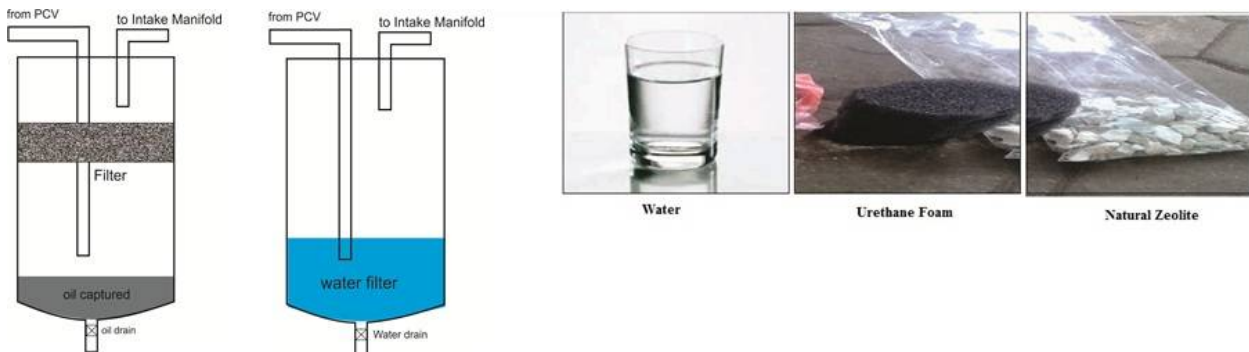 from PCV
to Intake Manifold
Filter
oil captured
oil drain
from PCV
to Intake Manifold
water filter
Water drain
Water
Urethane Foam
Natural Zeolite